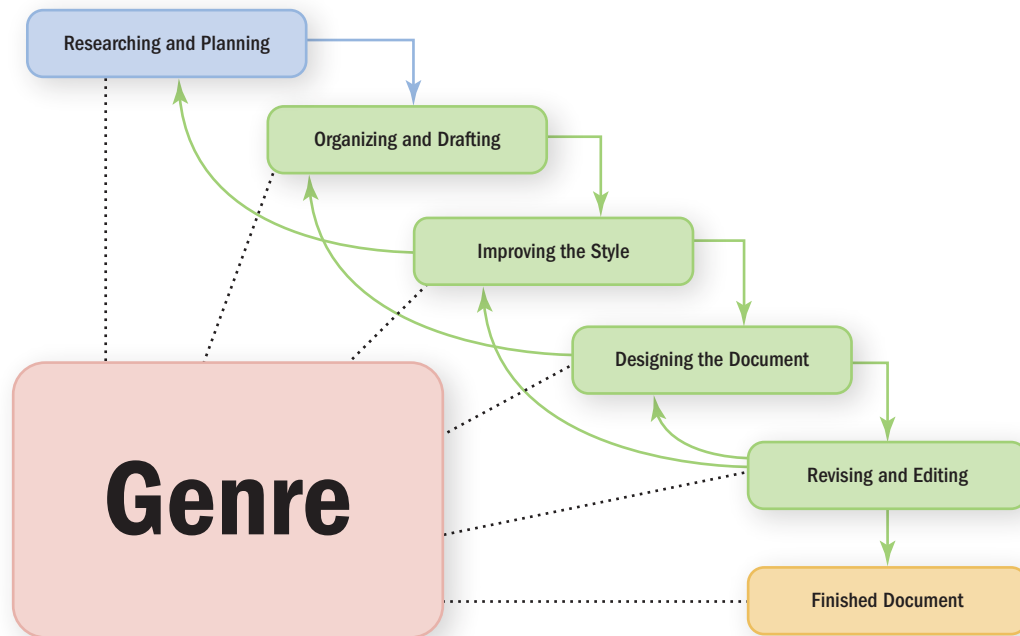 Researching and Planning
Organizing and Drafting
Improving the Style
Designing the Document
Revising and Editing
Genre
Finished Document